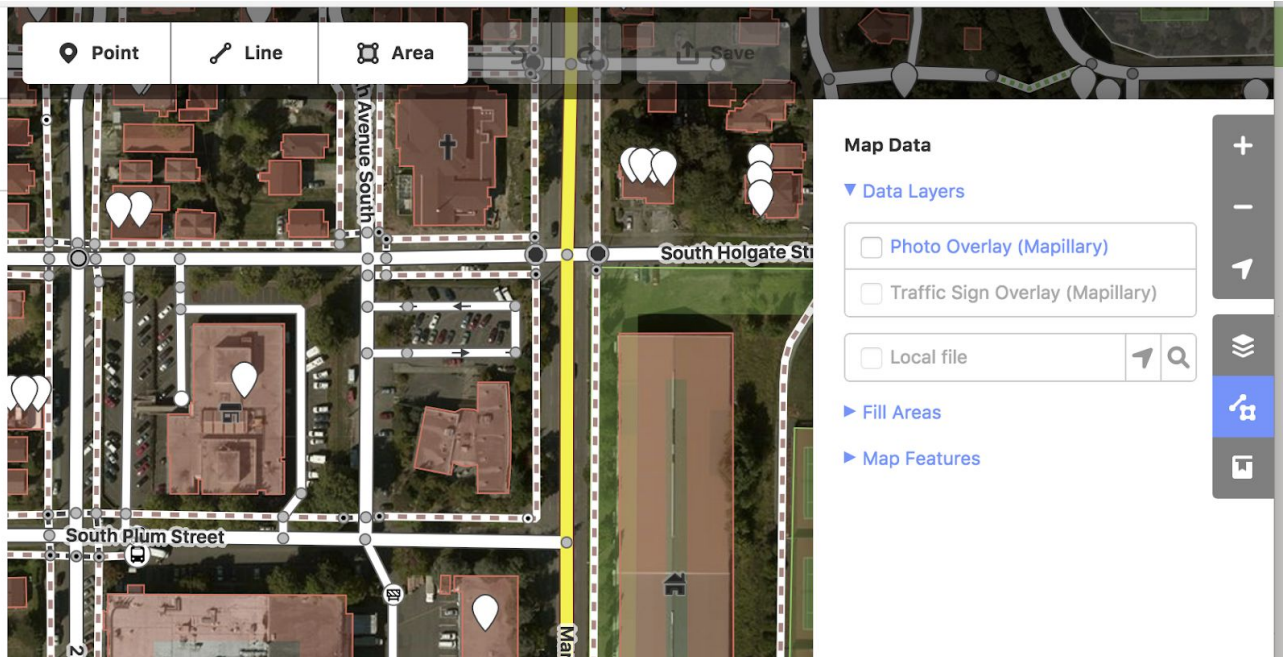 Point
Line
Area
Save
Map Data
Data Layers
Photo Overlay (Mapillary)
Traffic Sign Overlay (Mapillary)
Local file
Fill Areas
Map Features
Avenue South
South Holgate
South Plum Street
2